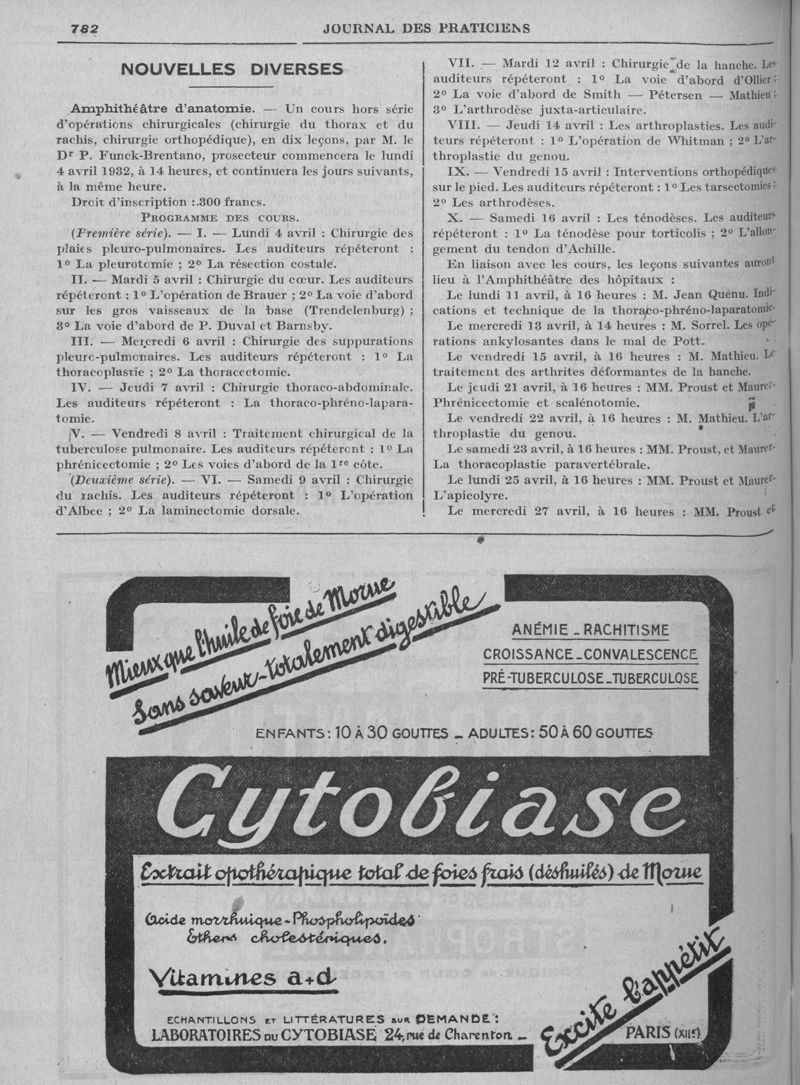 782
JOURNAL DES PRATICIENS
NOUVELLES DIVERSES
Amphithéâtre d'anatomie. — Un cours hors série
d'opérations chirurgicales (chirurgie du thorax et du
rachis, chirurgie orthopédique), en dix leçons, par M. le
Dr P. Funck-Brentano, prosecteur commencera le lundi
4 avril 1932, à 14 heures, et continuera les jours suivants,
à la même heure.
Droit d'inscription : 300 francs.
PROGRAMME DES COURS.
(Première série). — I. — Lundi 4 avril : Chirurgie des
plaies pleuro-pulmonaires. Les auditeurs répéteront :
1° La pleurotomie ; 2° La résection costale.
II. — Mardi 5 avril : Chirurgie du cœur. Les auditeurs
répéteront : 1° L'opération de Brauer ; 2° La voie d'abord
sur les gros vaisseaux de la base (Trendelenburg) ;
3° La voie d'abord de P. Duval et Barnsby.
III. — Mercredi 6 avril : Chirurgie des suppurations
pleuro-pulmonaires. Les auditeurs répéteront : 1° La
thoracoplastie ; 2° La thoracectomie.
IV. — Jeudi 7 avril : Chirurgie thoraco-abdominale.
Les auditeurs répéteront : La thoraco-phréno-lapara-
tomie.
V. — Vendredi 8 avril : Traitement chirurgical de la
tuberculose pulmonaire. Les auditeurs répéteront : 1° La
phrénicectomie ; 2° Les voies d'abord de la 1re côte.
(Deuxième série). — VI. — Samedi 9 avril : Chirurgie
du rachis. Les auditeurs répéteront : 1° L'opération
d'Albee ; 2° La laminectomie dorsale.
VII. — Mardi 12 avril : Chirurgie de la hanche. Les
auditeurs répéteront : 1° La voie d'abord d'Ollier ;
2° La voie d'abord de Smith — Pétersen — Mathieu ;
3° L'arthrodèse juxta-articulaire.
VIII. — Jeudi 14 avril : Les arthroplasties. Les audi-
teurs répéteront : 1° L'opération de Whitman ; 2° L'ar-
throplastie du genou.
IX. — Vendredi 15 avril : Interventions orthopédiques
sur le pied. Les auditeurs répéteront : 1° Les tarsectomies ;
2° Les arthrodèses.
X. — Samedi 16 avril : Les ténodèses. Les auditeurs
répéteront : 1° La ténodèse pour torticolis ; 2° L'allon-
gement du tendon d'Achille.
En liaison avec les cours, les leçons suivantes auront
lieu à l'Amphithéâtre des hôpitaux :
Le lundi 11 avril, à 16 heures : M. Jean Quénu. Indi-
cations et technique de la thoraco-phréno-laparatomie.
Le mercredi 13 avril, à 14 heures : M. Sorrel. Les opé-
rations ankylosantes dans le mal de Pott.
Le vendredi 15 avril, à 16 heures : M. Mathieu. Le
traitement des arthrites déformantes de la hanche.
Le jeudi 21 avril, à 16 heures : MM. Proust et Maurer.
Phrénicectomie et scalénotomie.
Le vendredi 22 avril, à 16 heures : M. Mathieu. L'ar-
throplastie du genou.
Le samedi 23 avril, à 16 heures : MM. Proust, et Maurer.
La thoracoplastie paravertébrale.
Le lundi 25 avril, à 16 heures : MM. Proust et Maurer.
L'apicolyre.
Le mercredi 27 avril, à 16 heures : MM. Proust et
Mieux que l'huile de foie de Morue
Sans saveur - totalement digestible
ANÉMIE - RACHITISME
CROISSANCE - CONVALESCENCE
PRÉ-TUBERCULOSE - TUBERCULOSE
ENFANTS : 10 À 30 GOUTTES - ADULTES : 50 À 60 GOUTTES
Cytobiase
Extrait opothérapique total de foies frais (déshuilés) de Morue
Acide morrhuique - Phospholipoïdes
Ethers cholestériques.
Vitamines a+d
ECHANTILLONS ET LITTÉRATURES SUR DEMANDE :
LABORATOIRES DU CYTOBIASE 24, rue de Charenton -
PARIS (XIIe)
Excite l'appétit